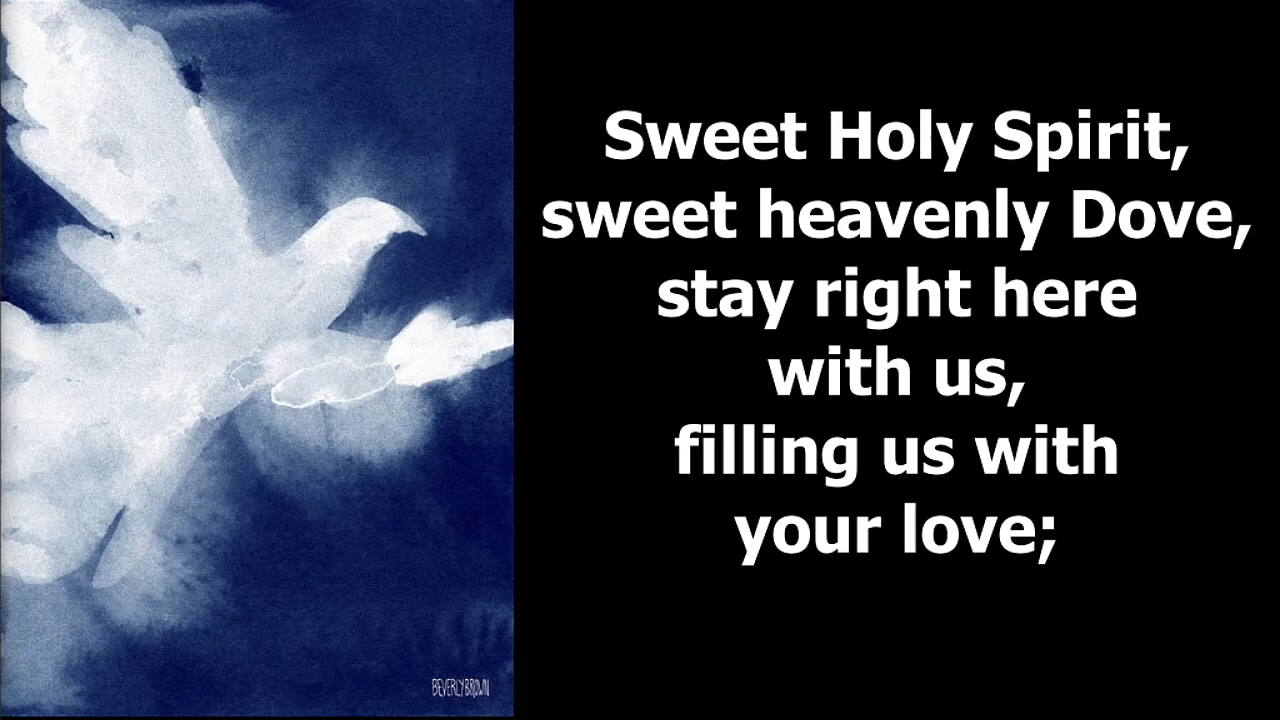 Sweet Holy Spirit,
sweet heavenly Dove,
stay right here
with us,
filling us with
your love;
BEVERLY BROWN